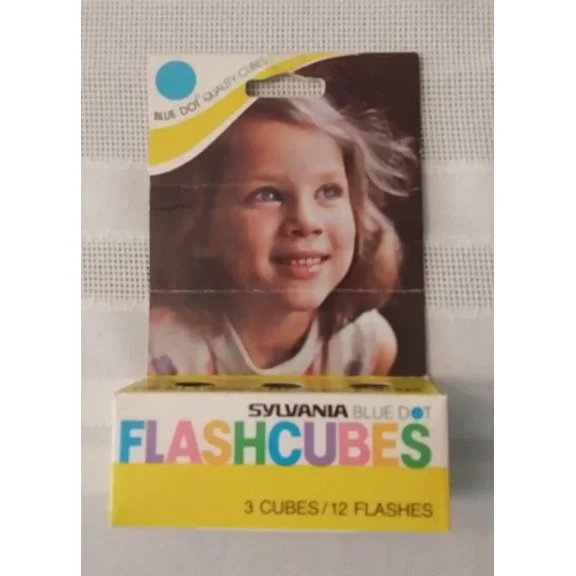 BLUE DOT® QUALITY CUBES
SYLVANIA BLUE DOT
FLASHCUBES
3 CUBES/12 FLASHES